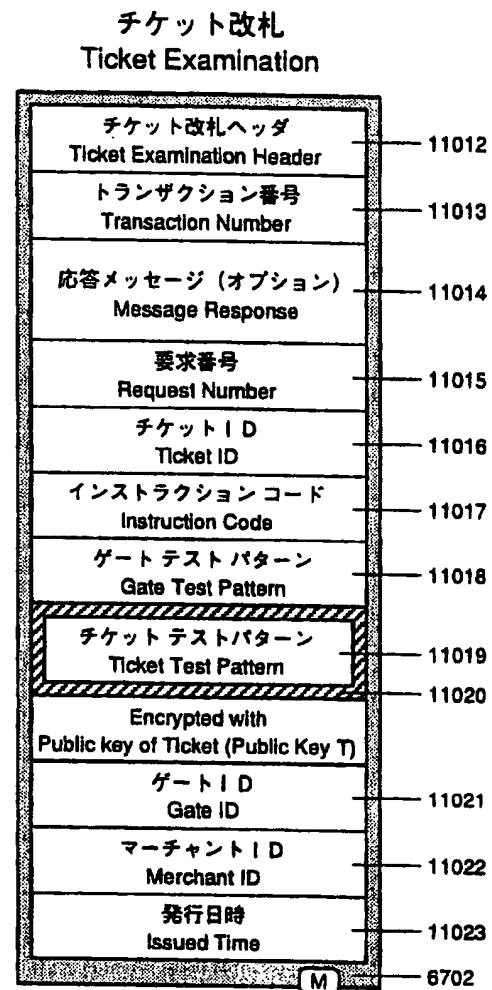 チケット改札
Ticket Examination
チケット改札ヘッダ
Ticket Examination Header
11012
トランザクション番号
Transaction Number
11013
応答メッセージ（オプション）
Message Response
11014
要求番号
Request Number
11015
チケットＩＤ
Ticket ID
11016
インストラクション コード
Instruction Code
11017
ゲート テスト パターン
Gate Test Pattern
11018
チケット テストパターン
Ticket Test Pattern
11019
11020
Encrypted with
Public key of Ticket (Public Key T)
ゲートＩＤ
Gate ID
11021
マーチャントＩＤ
Merchant ID
11022
発行日時
Issued Time
11023
M
6702